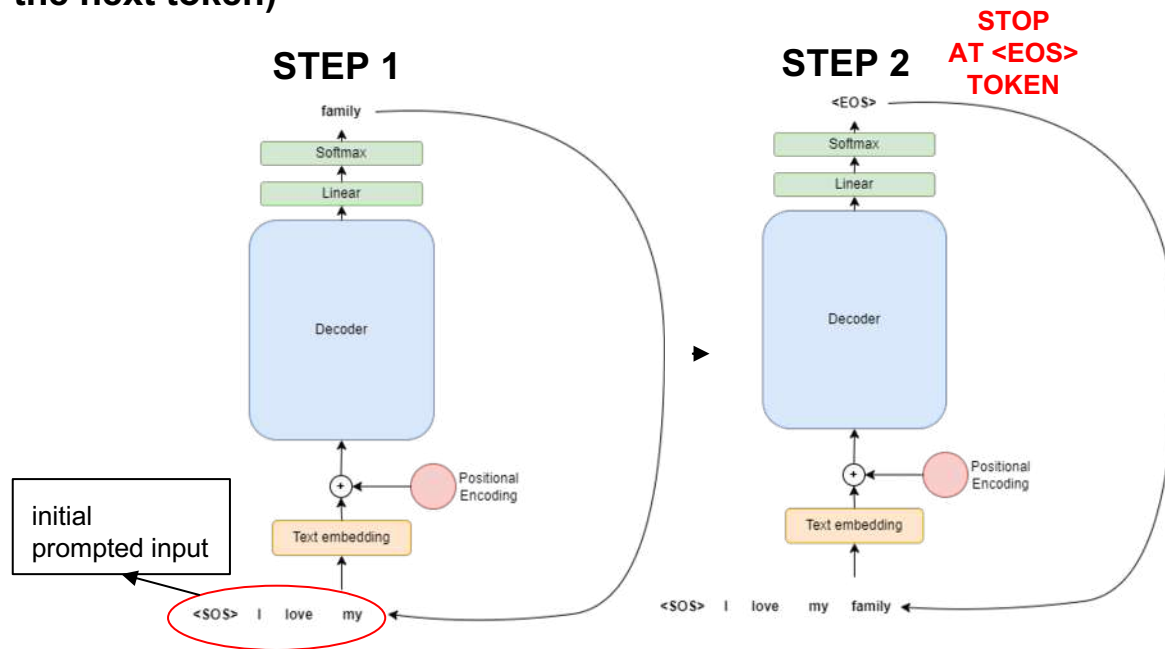 the next token)
STEP 1
STEP 2
STOP
AT <EOS>
TOKEN
family
Softmax
Linear
Decoder
Positional
Encoding
Text embedding
initial
prompted input
<SOS> I love my
<EOS>
Softmax
Linear
Decoder
Positional
Encoding
Text embedding
<SOS> I love my family